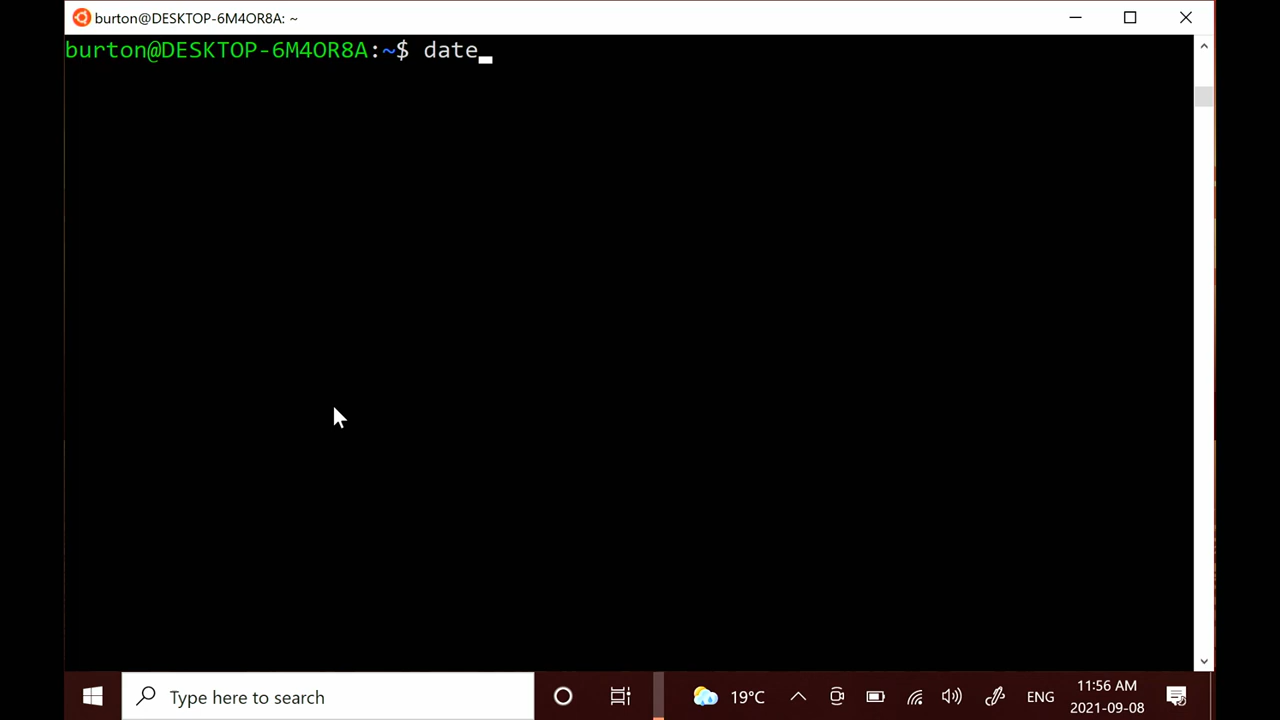 burton@DESKTOP-6M4OR8A: ~
burton@DESKTOP-6M4OR8A:~$ date
Type here to search
19°C
ENG
11:56 AM
2021-09-08